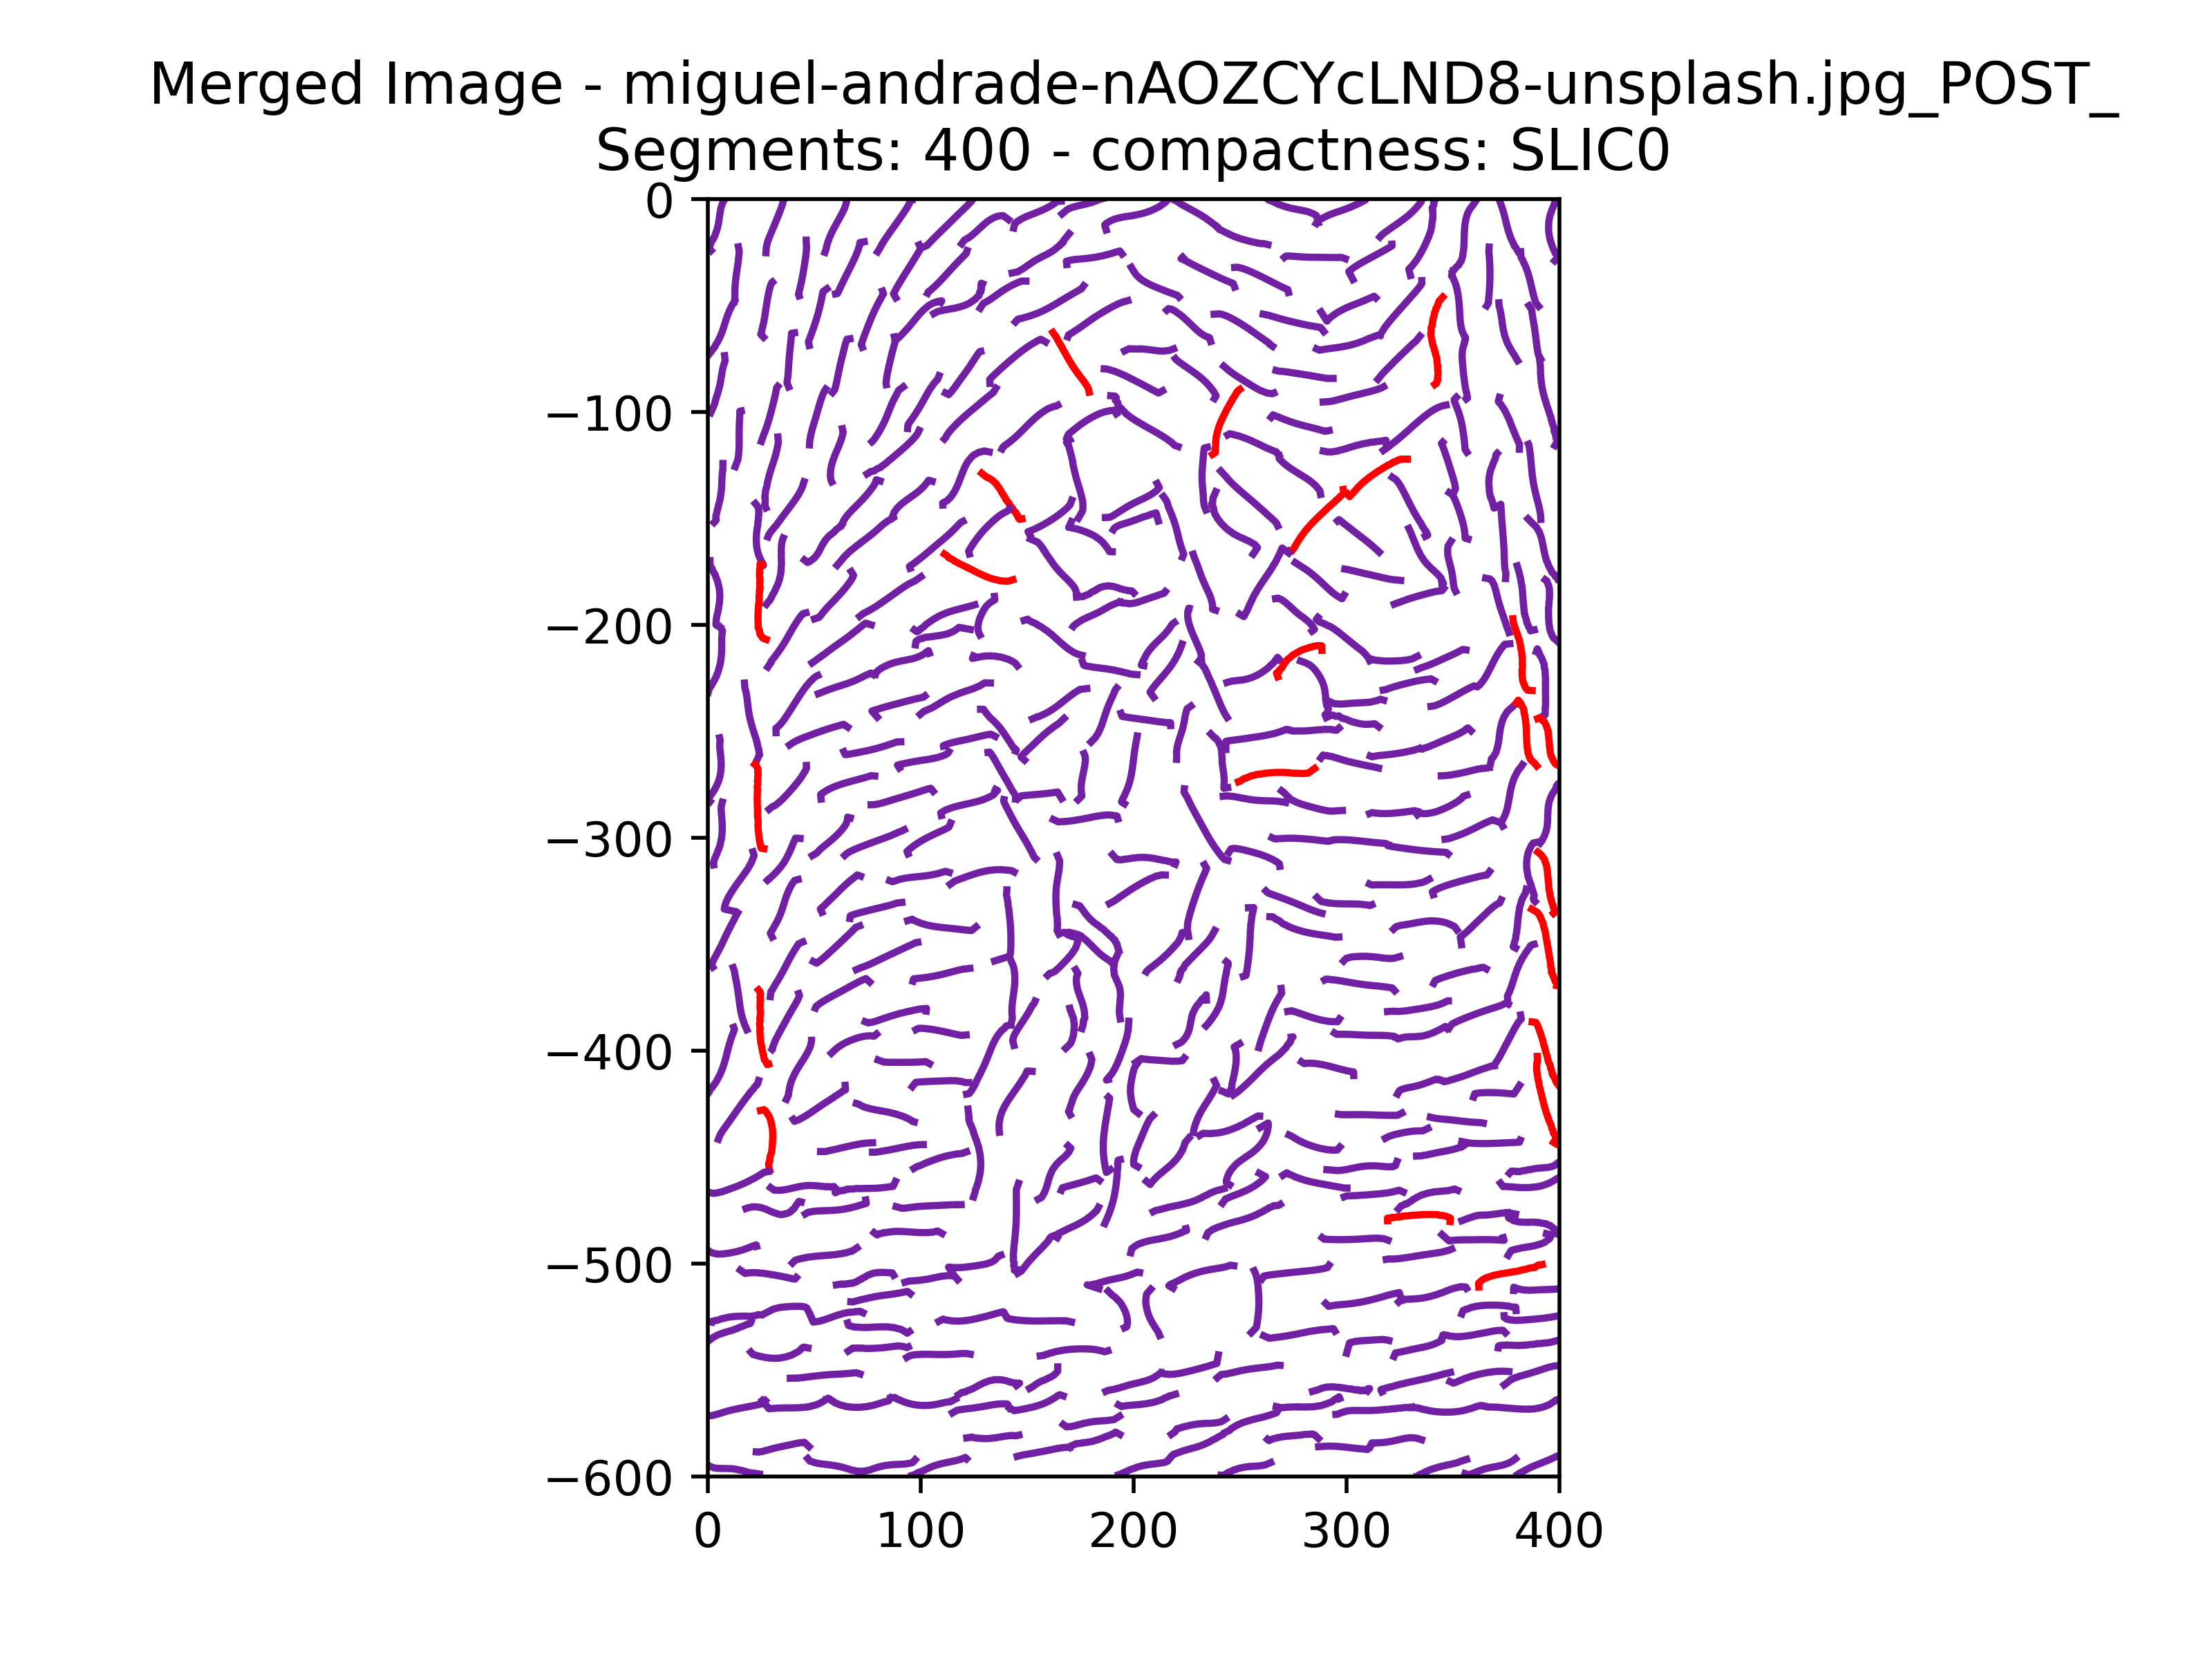 Merged Image - miguel-andrade-nAOZCYcLND8-unsplash.jpg_POST_
Segments: 400 - compactness: SLIC0
0
−100
−200
−300
−400
−500
−600
0 100 200 300 400